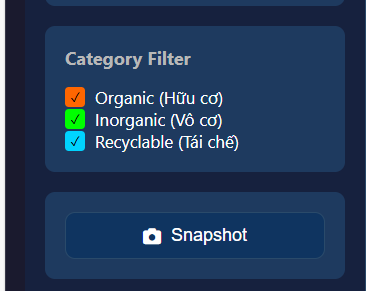 Category Filter
Organic (Hữu cơ)
Inorganic (Vô cơ)
Recyclable (Tái chế)
Snapshot